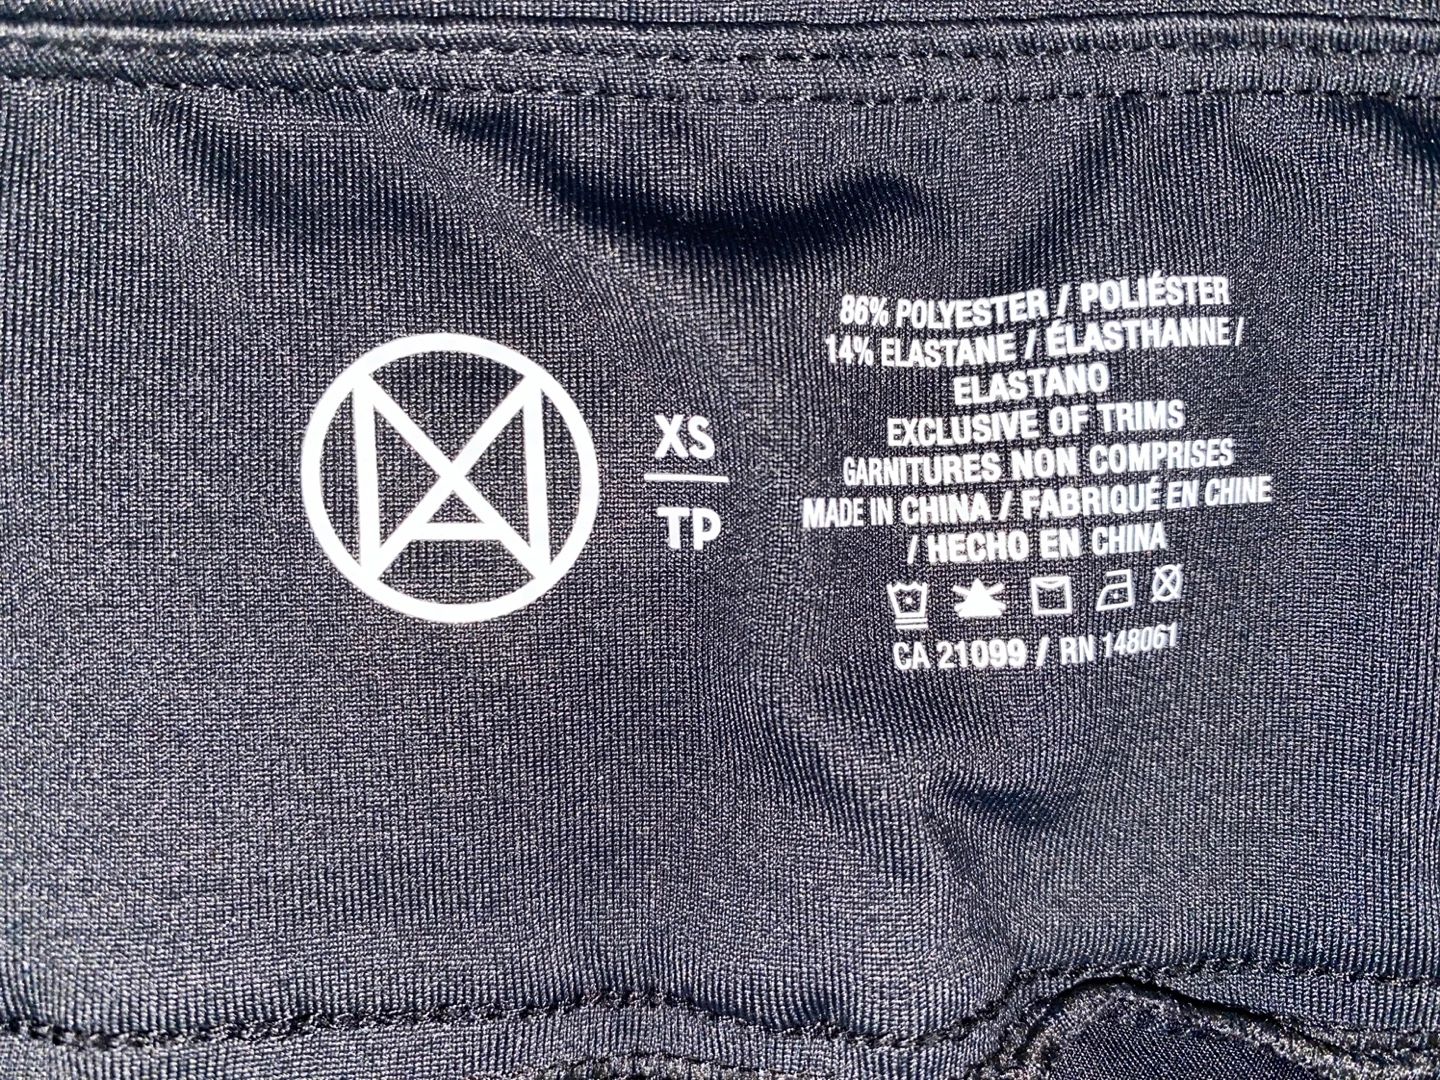 XS
TP
86% POLYESTER / POLIÉSTER
14% ELASTANE / ÉLASTHANNE /
ELASTANO
EXCLUSIVE OF TRIMS
GARNITURES NON COMPRISES
MADE IN CHINA / FABRIQUÉ EN CHINE
/ HECHO EN CHINA
CA 21099 / RN 148061